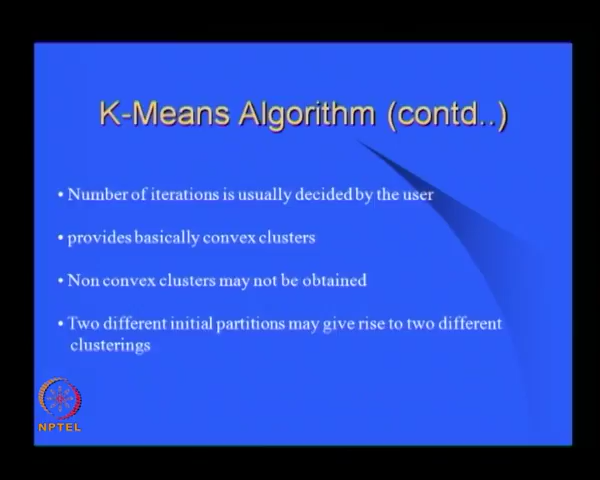 K-Means Algorithm (contd..)
• Number of iterations is usually decided by the user
• provides basically convex clusters
• Non convex clusters may not be obtained
• Two different initial partitions may give rise to two different
clusterings
NPTEL